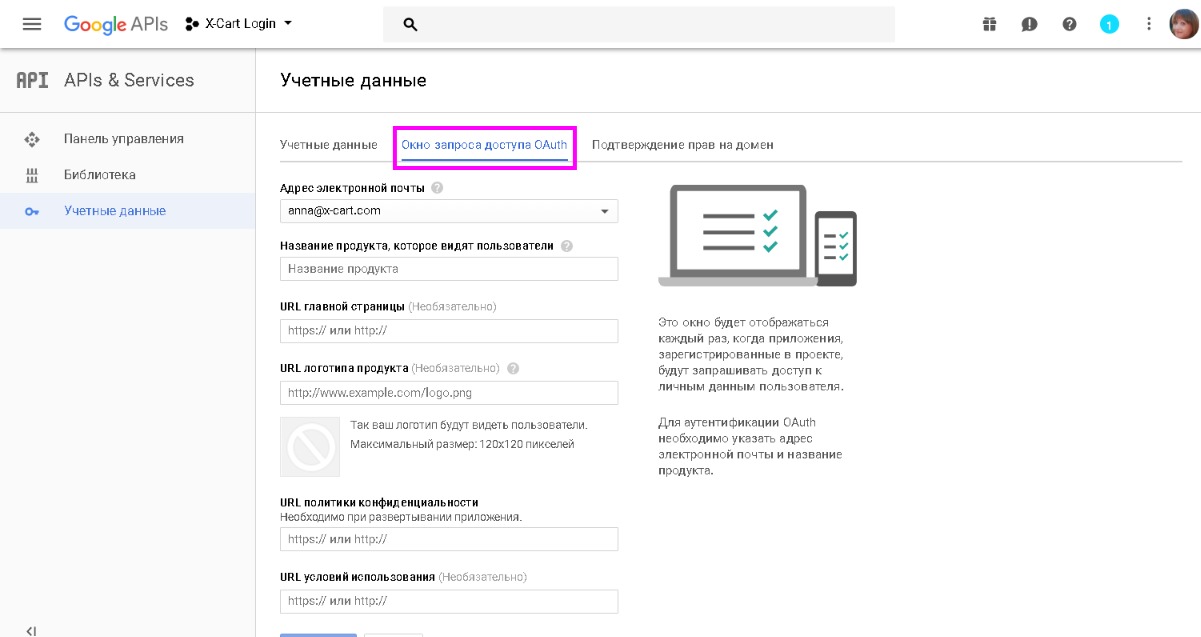 Google APIs
X-Cart Login
1
API APIs & Services
Учетные данные
Панель управления
Библиотека
Учетные данные
Учетные данные
Окно запроса доступа OAuth
Подтверждение прав на домен
Адрес электронной почты ?
anna@x-cart.com
Название продукта, которое видят пользователи ?
Название продукта
URL главной страницы (Необязательно)
https:// или http://
URL логотипа продукта (Необязательно) ?
http://www.example.com/logo.png
Так ваш логотип будут видеть пользователи.
Максимальный размер: 120x120 пикселей
URL политики конфиденциальности
Необходимо при развертывании приложения.
https:// или http://
URL условий использования (Необязательно)
https:// или http://
Это окно будет отображаться
каждый раз, когда приложения,
зарегистрированные в проекте,
будут запрашивать доступ к
личным данным пользователя.
Для аутентификации OAuth
необходимо указать адрес
электронной почты и название
продукта.